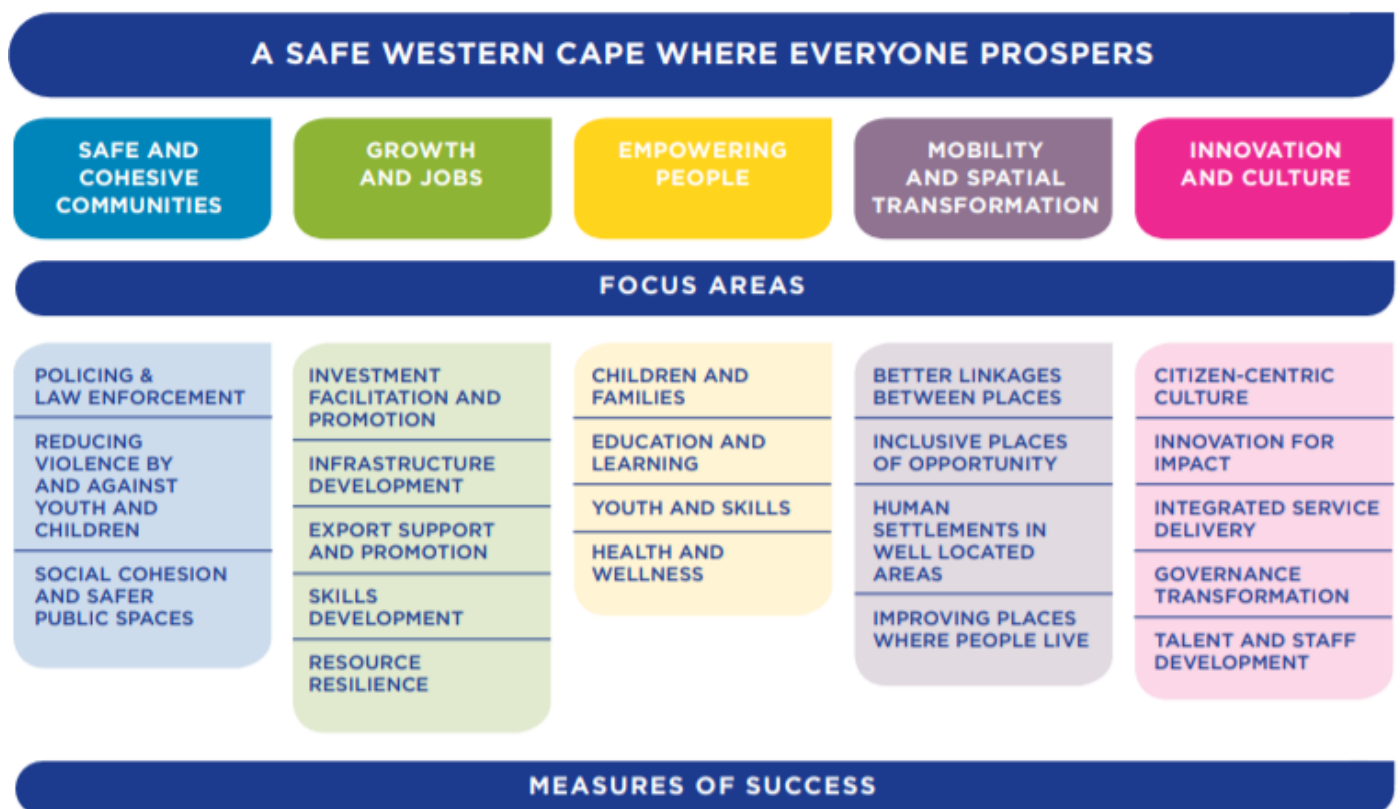 A SAFE WESTERN CAPE WHERE EVERYONE PROSPERS
SAFE AND
COHESIVE
COMMUNITIES
GROWTH
AND JOBS
EMPOWERING
PEOPLE
MOBILITY
AND SPATIAL
TRANSFORMATION
INNOVATION
AND CULTURE
FOCUS AREAS
POLICING &
LAW ENFORCEMENT
REDUCING
VIOLENCE BY
AND AGAINST
YOUTH AND
CHILDREN
SOCIAL COHESION
AND SAFER
PUBLIC SPACES
INVESTMENT
FACILITATION AND
PROMOTION
INFRASTRUCTURE
DEVELOPMENT
EXPORT SUPPORT
AND PROMOTION
SKILLS
DEVELOPMENT
RESOURCE
RESILIENCE
CHILDREN AND
FAMILIES
EDUCATION AND
LEARNING
YOUTH AND SKILLS
HEALTH AND
WELLNESS
BETTER LINKAGES
BETWEEN PLACES
INCLUSIVE PLACES
OF OPPORTUNITY
HUMAN
SETTLEMENTS IN
WELL LOCATED
AREAS
IMPROVING PLACES
WHERE PEOPLE LIVE
CITIZEN-CENTRIC
CULTURE
INNOVATION FOR
IMPACT
INTEGRATED SERVICE
DELIVERY
GOVERNANCE
TRANSFORMATION
TALENT AND STAFF
DEVELOPMENT
MEASURES OF SUCCESS